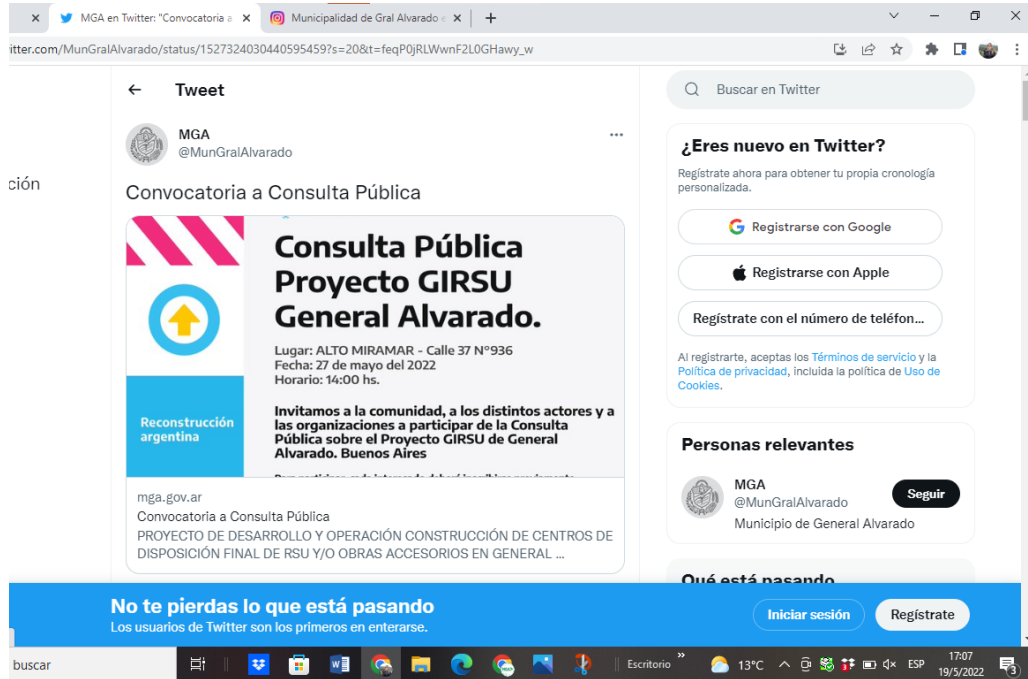 MGA en Twitter: "Convocatoria a
Municipalidad de Gral Alvarado e
itter.com/MunGralAlvarado/status/1527324030440595459?s=20&t=feqP0jRLWwnF2L0GHawy_w
Tweet
Buscar en Twitter
MGA
@MunGralAlvarado
ción
Convocatoria a Consulta Pública
Consulta Pública
Proyecto GIRSU
General Alvarado.
Lugar: ALTO MIRAMAR - Calle 37 N°936
Fecha: 27 de mayo del 2022
Horario: 14:00 hs.
Reconstrucción
argentina
Invitamos a la comunidad, a los distintos actores y a
las organizaciones a participar de la Consulta
Pública sobre el Proyecto GIRSU de General
Alvarado. Buenos Aires
mga.gov.ar
Convocatoria a Consulta Pública
PROYECTO DE DESARROLLO Y OPERACIÓN CONSTRUCCIÓN DE CENTROS DE
DISPOSICIÓN FINAL DE RSU Y/O OBRAS ACCESORIOS EN GENERAL ...
¿Eres nuevo en Twitter?
Regístrate ahora para obtener tu propia cronología
personalizada.
Registrarse con Google
Registrarse con Apple
Regístrate con el número de teléfon...
Al registrarte, aceptas los Términos de servicio y la
Política de privacidad, incluida la política de Uso de
Cookies.
Personas relevantes
MGA
@MunGralAlvarado
Seguir
Municipio de General Alvarado
Qué está pasando
No te pierdas lo que está pasando
Los usuarios de Twitter son los primeros en enterarse.
Iniciar sesión
Regístrate
buscar
Escritorio
13°C
ESP
17:07
19/5/2022
3